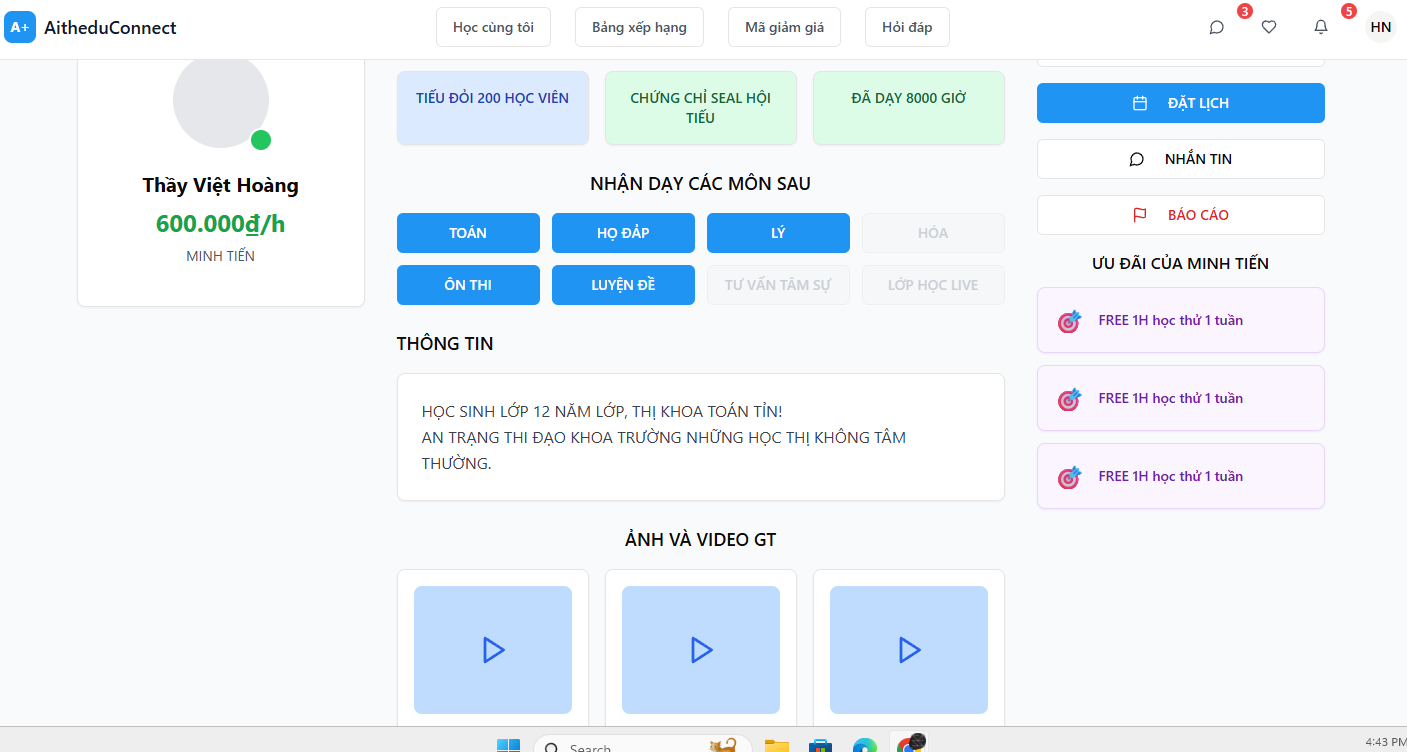 A+ AitheduConnect
Học cùng tôi
Bảng xếp hạng
Mã giảm giá
Hỏi đáp
3
5
HN
Thầy Việt Hoàng
600.000₫/h
MINH TIẾN
TIỂU ĐỎI 200 HỌC VIÊN
CHỨNG CHỈ SEAL HỘI
TIỂU
ĐÃ DẠY 8000 GIỜ
NHẬN DẠY CÁC MÔN SAU
TOÁN
HỌ ĐÁP
LÝ
HÓA
ÔN THI
LUYỆN ĐỀ
TƯ VẤN TÂM SỰ
LỚP HỌC LIVE
THÔNG TIN
HỌC SINH LỚP 12 NĂM LỚP, THỊ KHOA TOÁN TỈN!
AN TRẠNG THI ĐẠO KHOA TRƯỜNG NHỮNG HỌC THỊ KHÔNG TÂM
THƯỜNG.
ẢNH VÀ VIDEO GT
ĐẶT LỊCH
NHẮN TIN
BÁO CÁO
ƯU ĐÃI CỦA MINH TIẾN
FREE 1H học thử 1 tuần
FREE 1H học thử 1 tuần
FREE 1H học thử 1 tuần
Search
4:43 PM